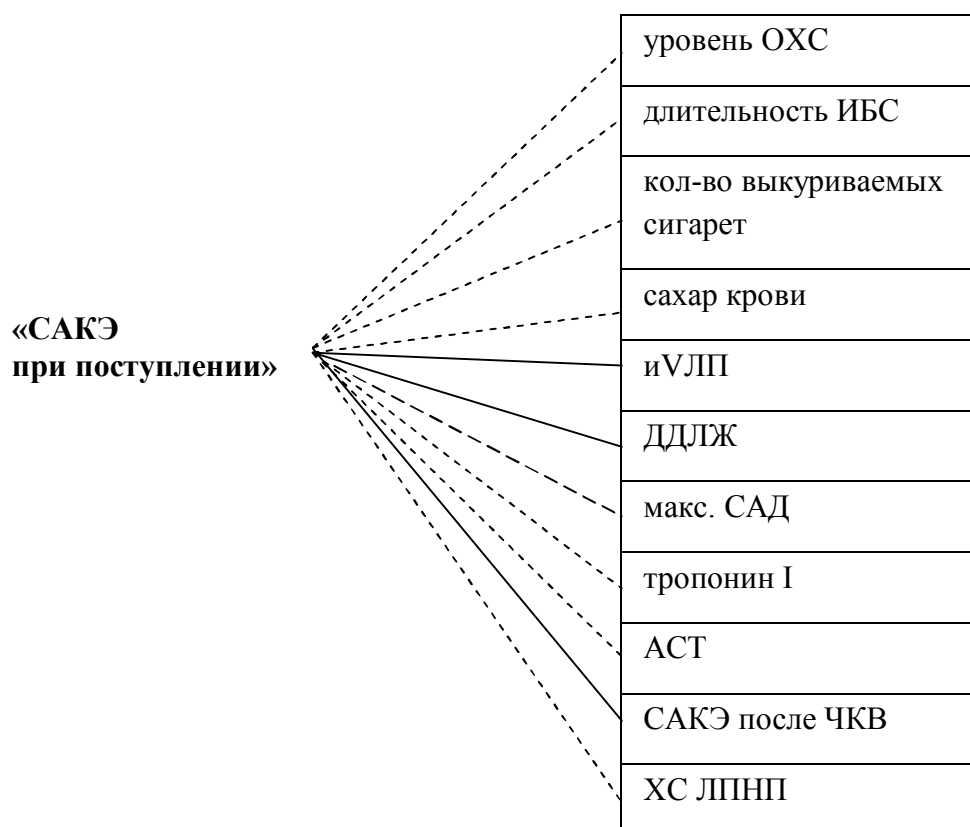 уровень ОХС
длительность ИБС
кол-во выкуриваемых
сигарет
сахар крови
«САКЭ
при поступлении»
иVЛП
ДДЛЖ
макс. САД
тропонин I
АСТ
САКЭ после ЧКВ
ХС ЛПНП